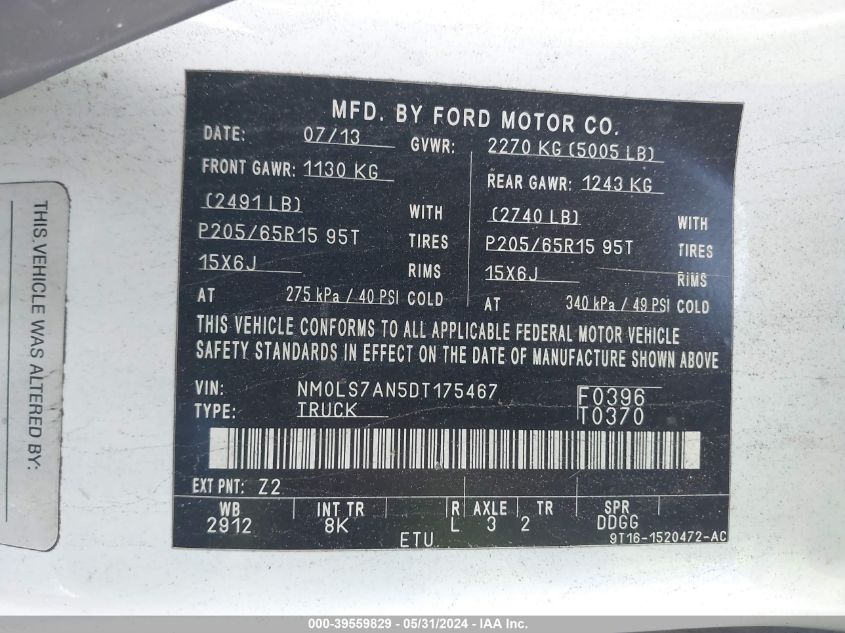 MFD. BY FORD MOTOR CO.
DATE: 07/13 GVWR: 2270 KG (5005 LB)
FRONT GAWR: 1130 KG REAR GAWR: 1243 KG
(2491 LB) WITH (2740 LB) WITH
P205/65R15 95T TIRES P205/65R15 95T TIRES
15X6J RIMS 15X6J RIMS
AT 275 kPa / 40 PSI COLD AT 340 kPa / 49 PSI COLD
THIS VEHICLE CONFORMS TO ALL APPLICABLE FEDERAL MOTOR VEHICLE
SAFETY STANDARDS IN EFFECT ON THE DATE OF MANUFACTURE SHOWN ABOVE
VIN: NM0LS7AN5DT175467 F0396
TYPE: TRUCK T0370
EXT PNT: Z2
WB INT TR R AXLE TR SPR
2912 8K L 3 2 DDGG
ETU 9T16-1520472-AC
THIS VEHICLE WAS ALTERED BY:
000-39559829 - 05/31/2024 - IAA Inc.